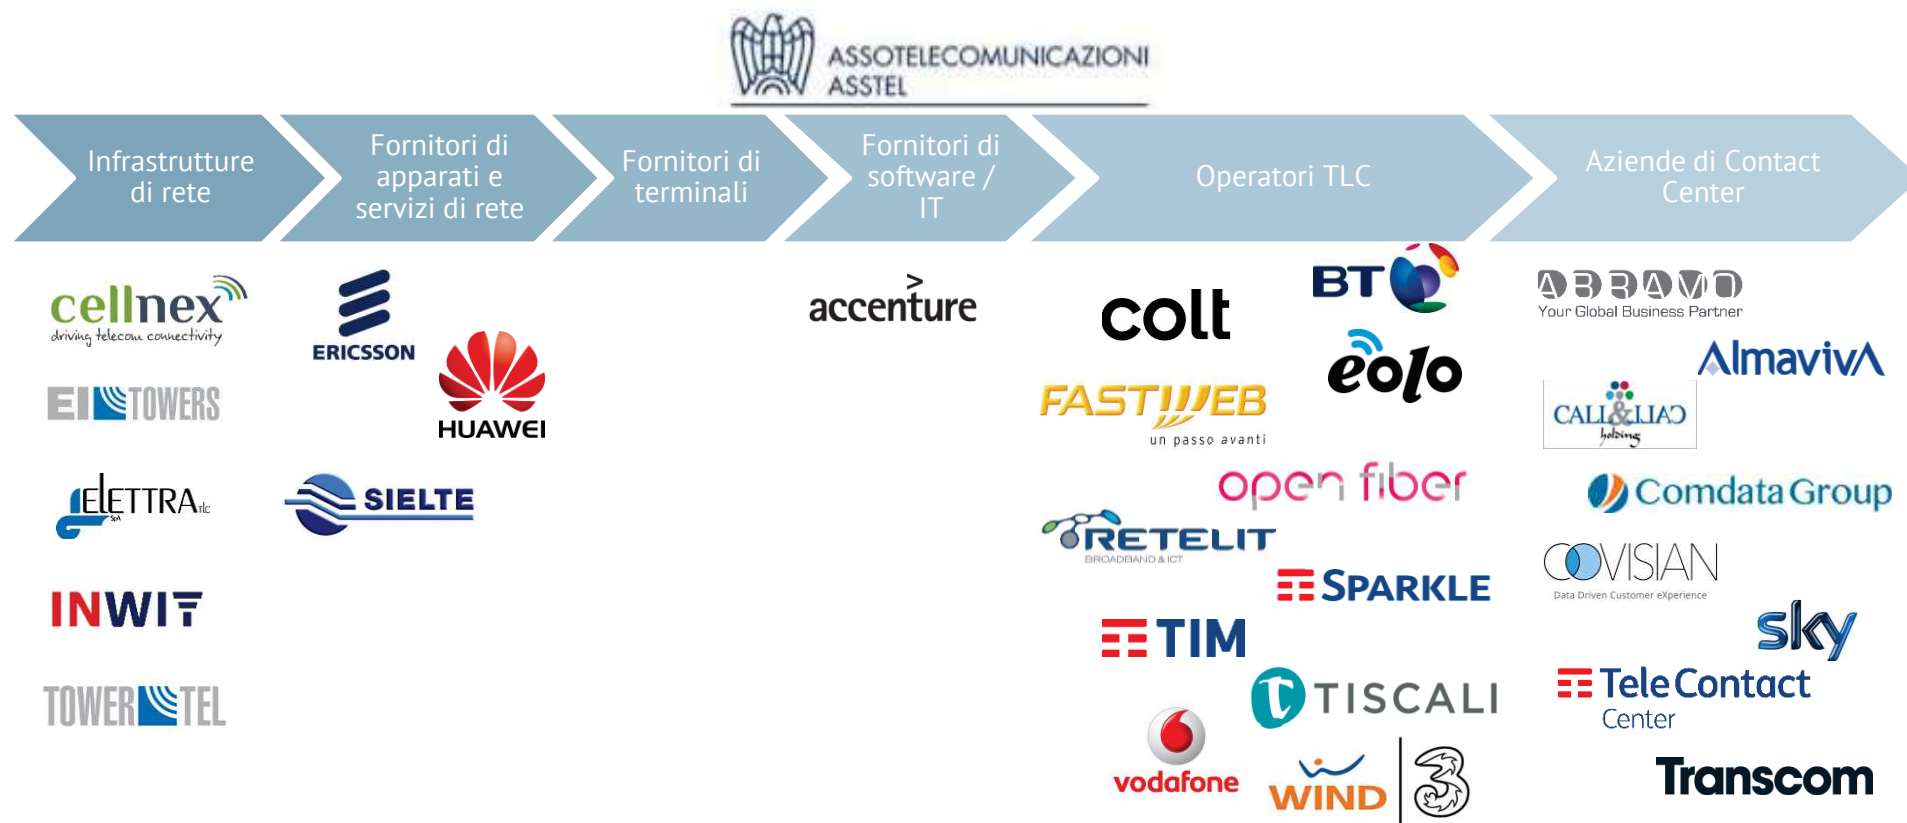 ASSOTELECOMUNICAZIONI
ASSTEL
Infrastrutture
di rete
Fornitori di
apparati e
servizi di rete
Fornitori di
terminali
Fornitori di
software /
IT
Operatori TLC
Aziende di Contact
Center
cellnex
driving telecom connectivity
EI TOWERS
ELETTRA TLC
SpA
INWIT
TOWERTEL
ERICSSON
HUAWEI
SIELTE
accenture
colt
BT
eolo
FASTWEB
un passo avanti
open fiber
RETELIT
BROADBAND & ICT
SPARKLE
TIM
TISCALI
vodafone
WIND 3
ABRAMO
Your Global Business Partner
AlmavivA
CALL&CALL
holding
Comdata Group
COVISIAN
Data Driven Customer eXperience
sky
TeleContact
Center
Transcom